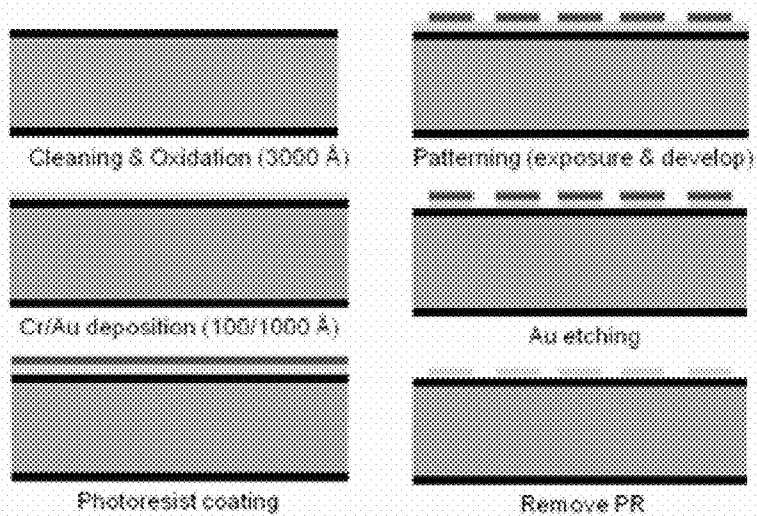 Cleaning & Oxidation (3000 Å)
Cr/Au deposition (100/1000 Å)
Photoresist coating
Patterning (exposure & develop)
Au etching
Remove PR